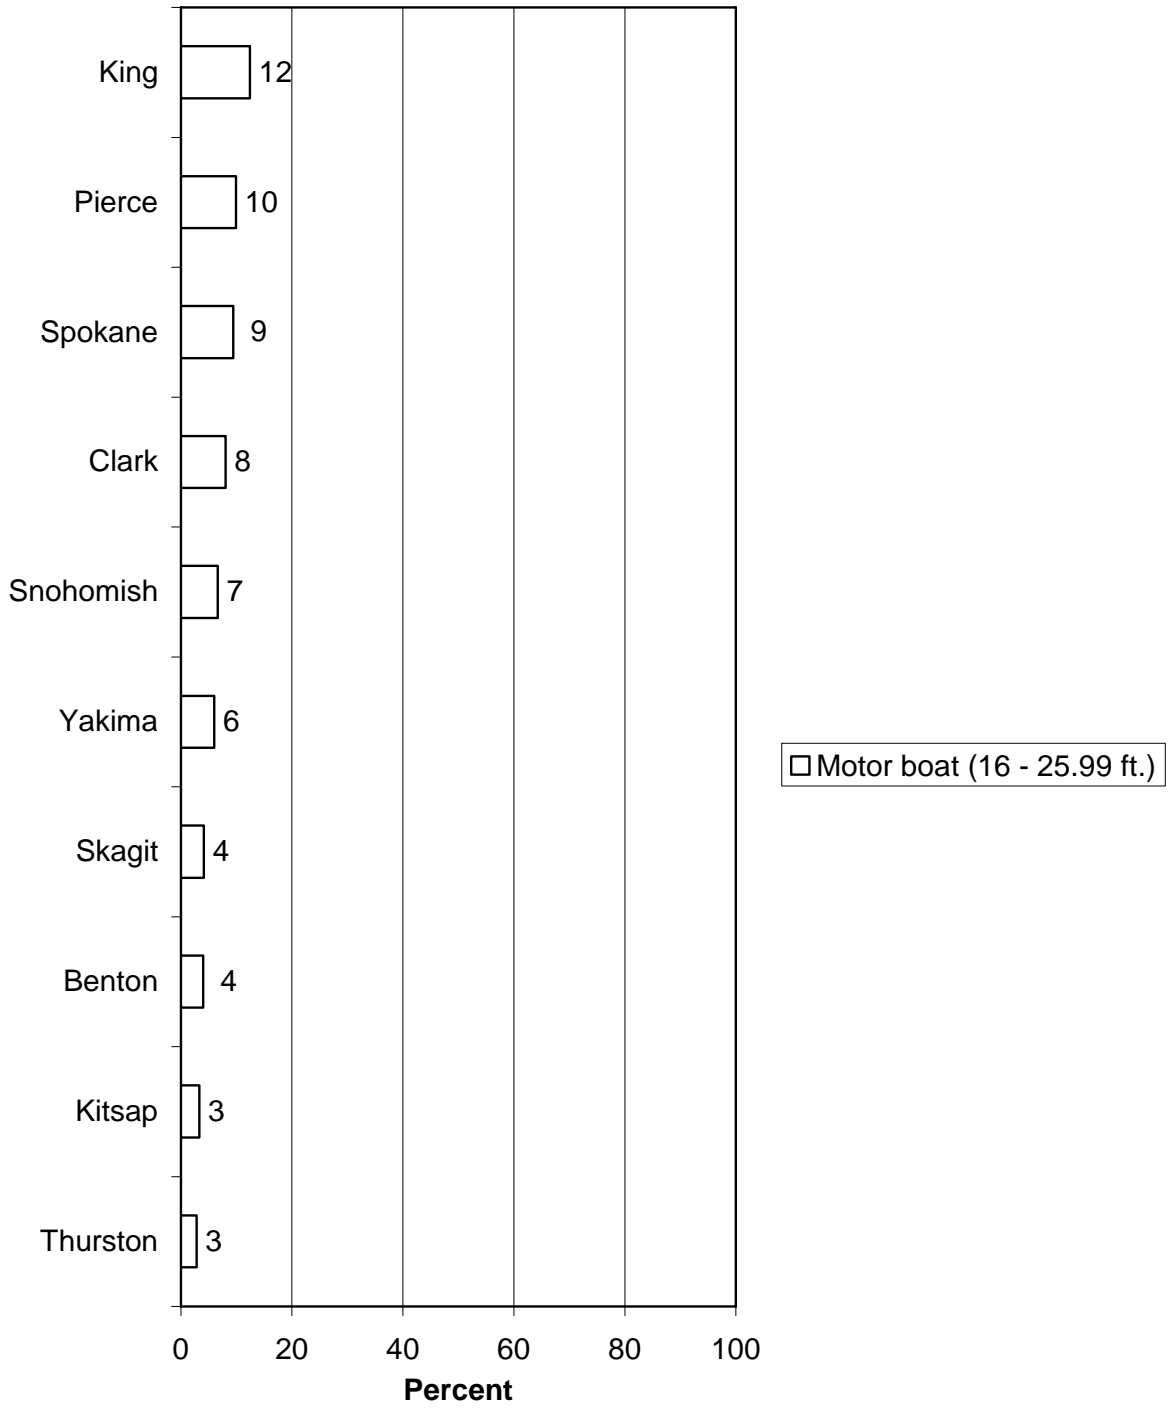 King 12
Pierce 10
Spokane 9
Clark 8
Snohomish 7
Yakima 6
Motor boat (16 - 25.99 ft.)
Skagit 4
Benton 4
Kitsap 3
Thurston 3
0 20 40 60 80 100
Percent